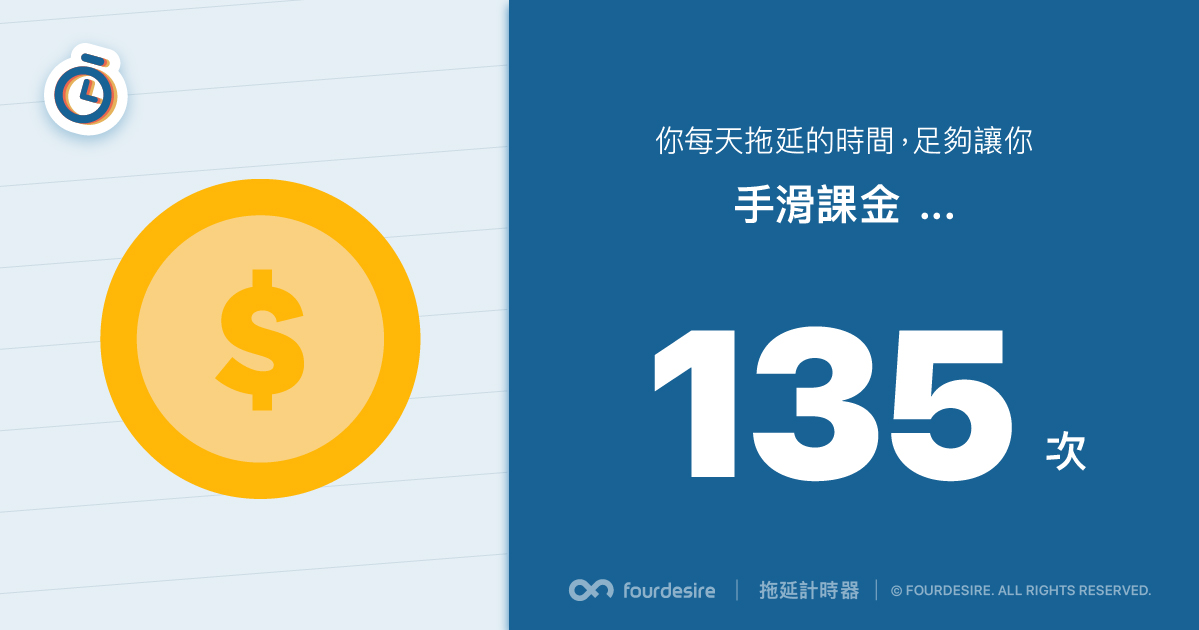 你每天拖延的時間，足夠讓你
手滑課金 ...
135 次
fourdesire | 拖延計時器 | © FOURDESIRE. ALL RIGHTS RESERVED.
$